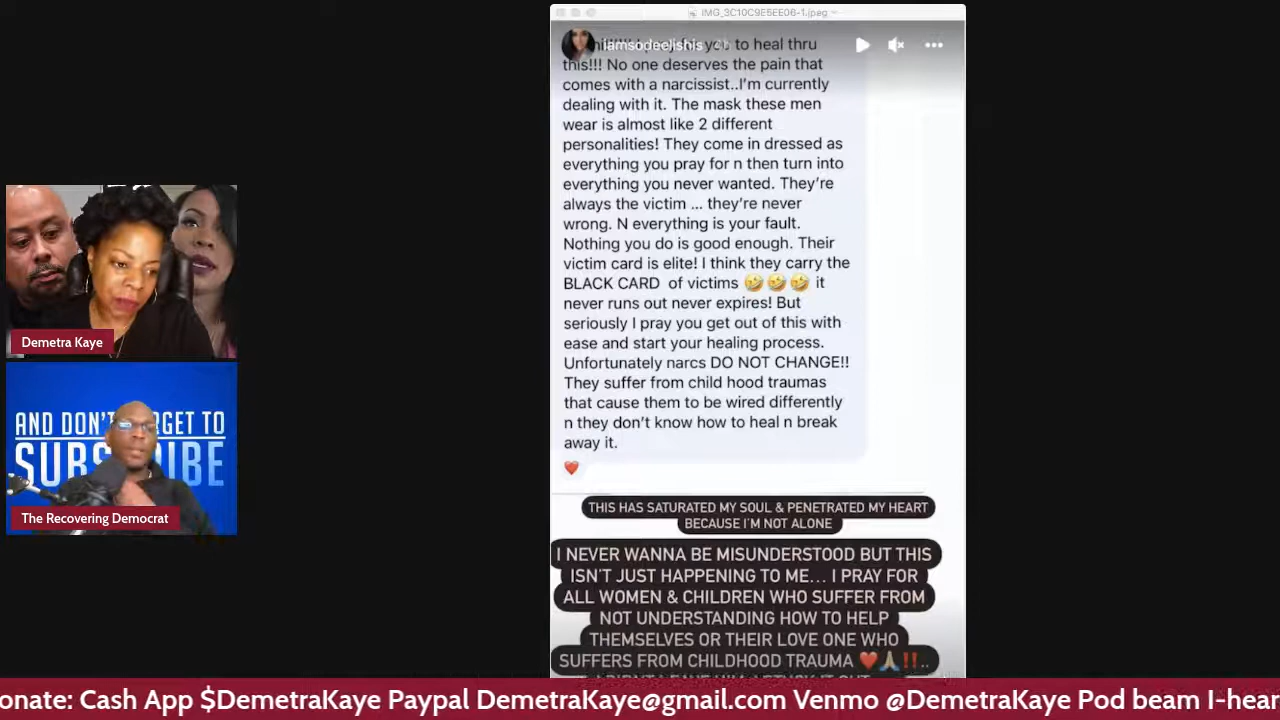 IMG_3C10C9E5EE06-1.jpeg
iamsodeelishis
you to heal thru
this!!! No one deserves the pain that
comes with a narcissist..I'm currently
dealing with it. The mask these men
wear is almost like 2 different
personalities! They come in dressed as
everything you pray for n then turn into
everything you never wanted. They're
always the victim ... they're never
wrong. N everything is your fault.
Nothing you do is good enough. Their
victim card is elite! I think they carry the
BLACK CARD of victims 🤣🤣🤣 it
never runs out never expires! But
seriously I pray you get out of this with
ease and start your healing process.
Unfortunately narcs DO NOT CHANGE!!
They suffer from child hood traumas
that cause them to be wired differently
n they don't know how to heal n break
away it.
❤️
THIS HAS SATURATED MY SOUL & PENETRATED MY HEART
BECAUSE I'M NOT ALONE
I NEVER WANNA BE MISUNDERSTOOD BUT THIS
ISN'T JUST HAPPENING TO ME... I PRAY FOR
ALL WOMEN & CHILDREN WHO SUFFER FROM
NOT UNDERSTANDING HOW TO HELP
THEMSELVES OR THEIR LOVE ONE WHO
SUFFERS FROM CHILDHOOD TRAUMA ❤️🙏‼️..
Demetra Kaye
AND DON'T GET TO
SUBSCRIBE
The Recovering Democrat
onate: Cash App $DemetraKaye Paypal DemetraKaye@gmail.com Venmo @DemetraKaye Pod beam I-hear